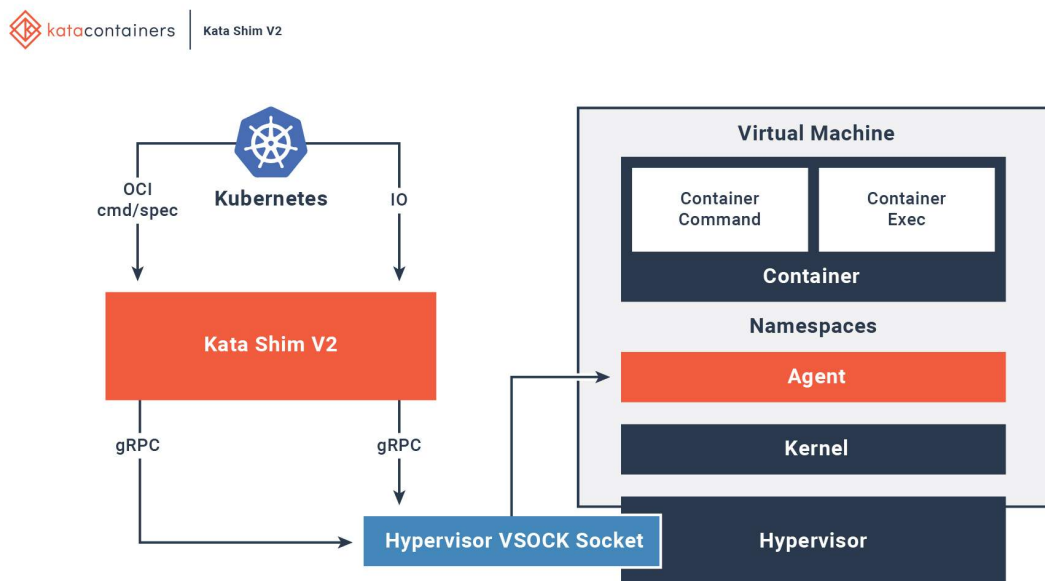 katacontainers
Kata Shim V2
Virtual Machine
OCI
cmd/spec
Kubernetes
IO
Container
Command
Container
Exec
Container
Namespaces
Kata Shim V2
Agent
gRPC
gRPC
Kernel
Hypervisor VSOCK Socket
Hypervisor